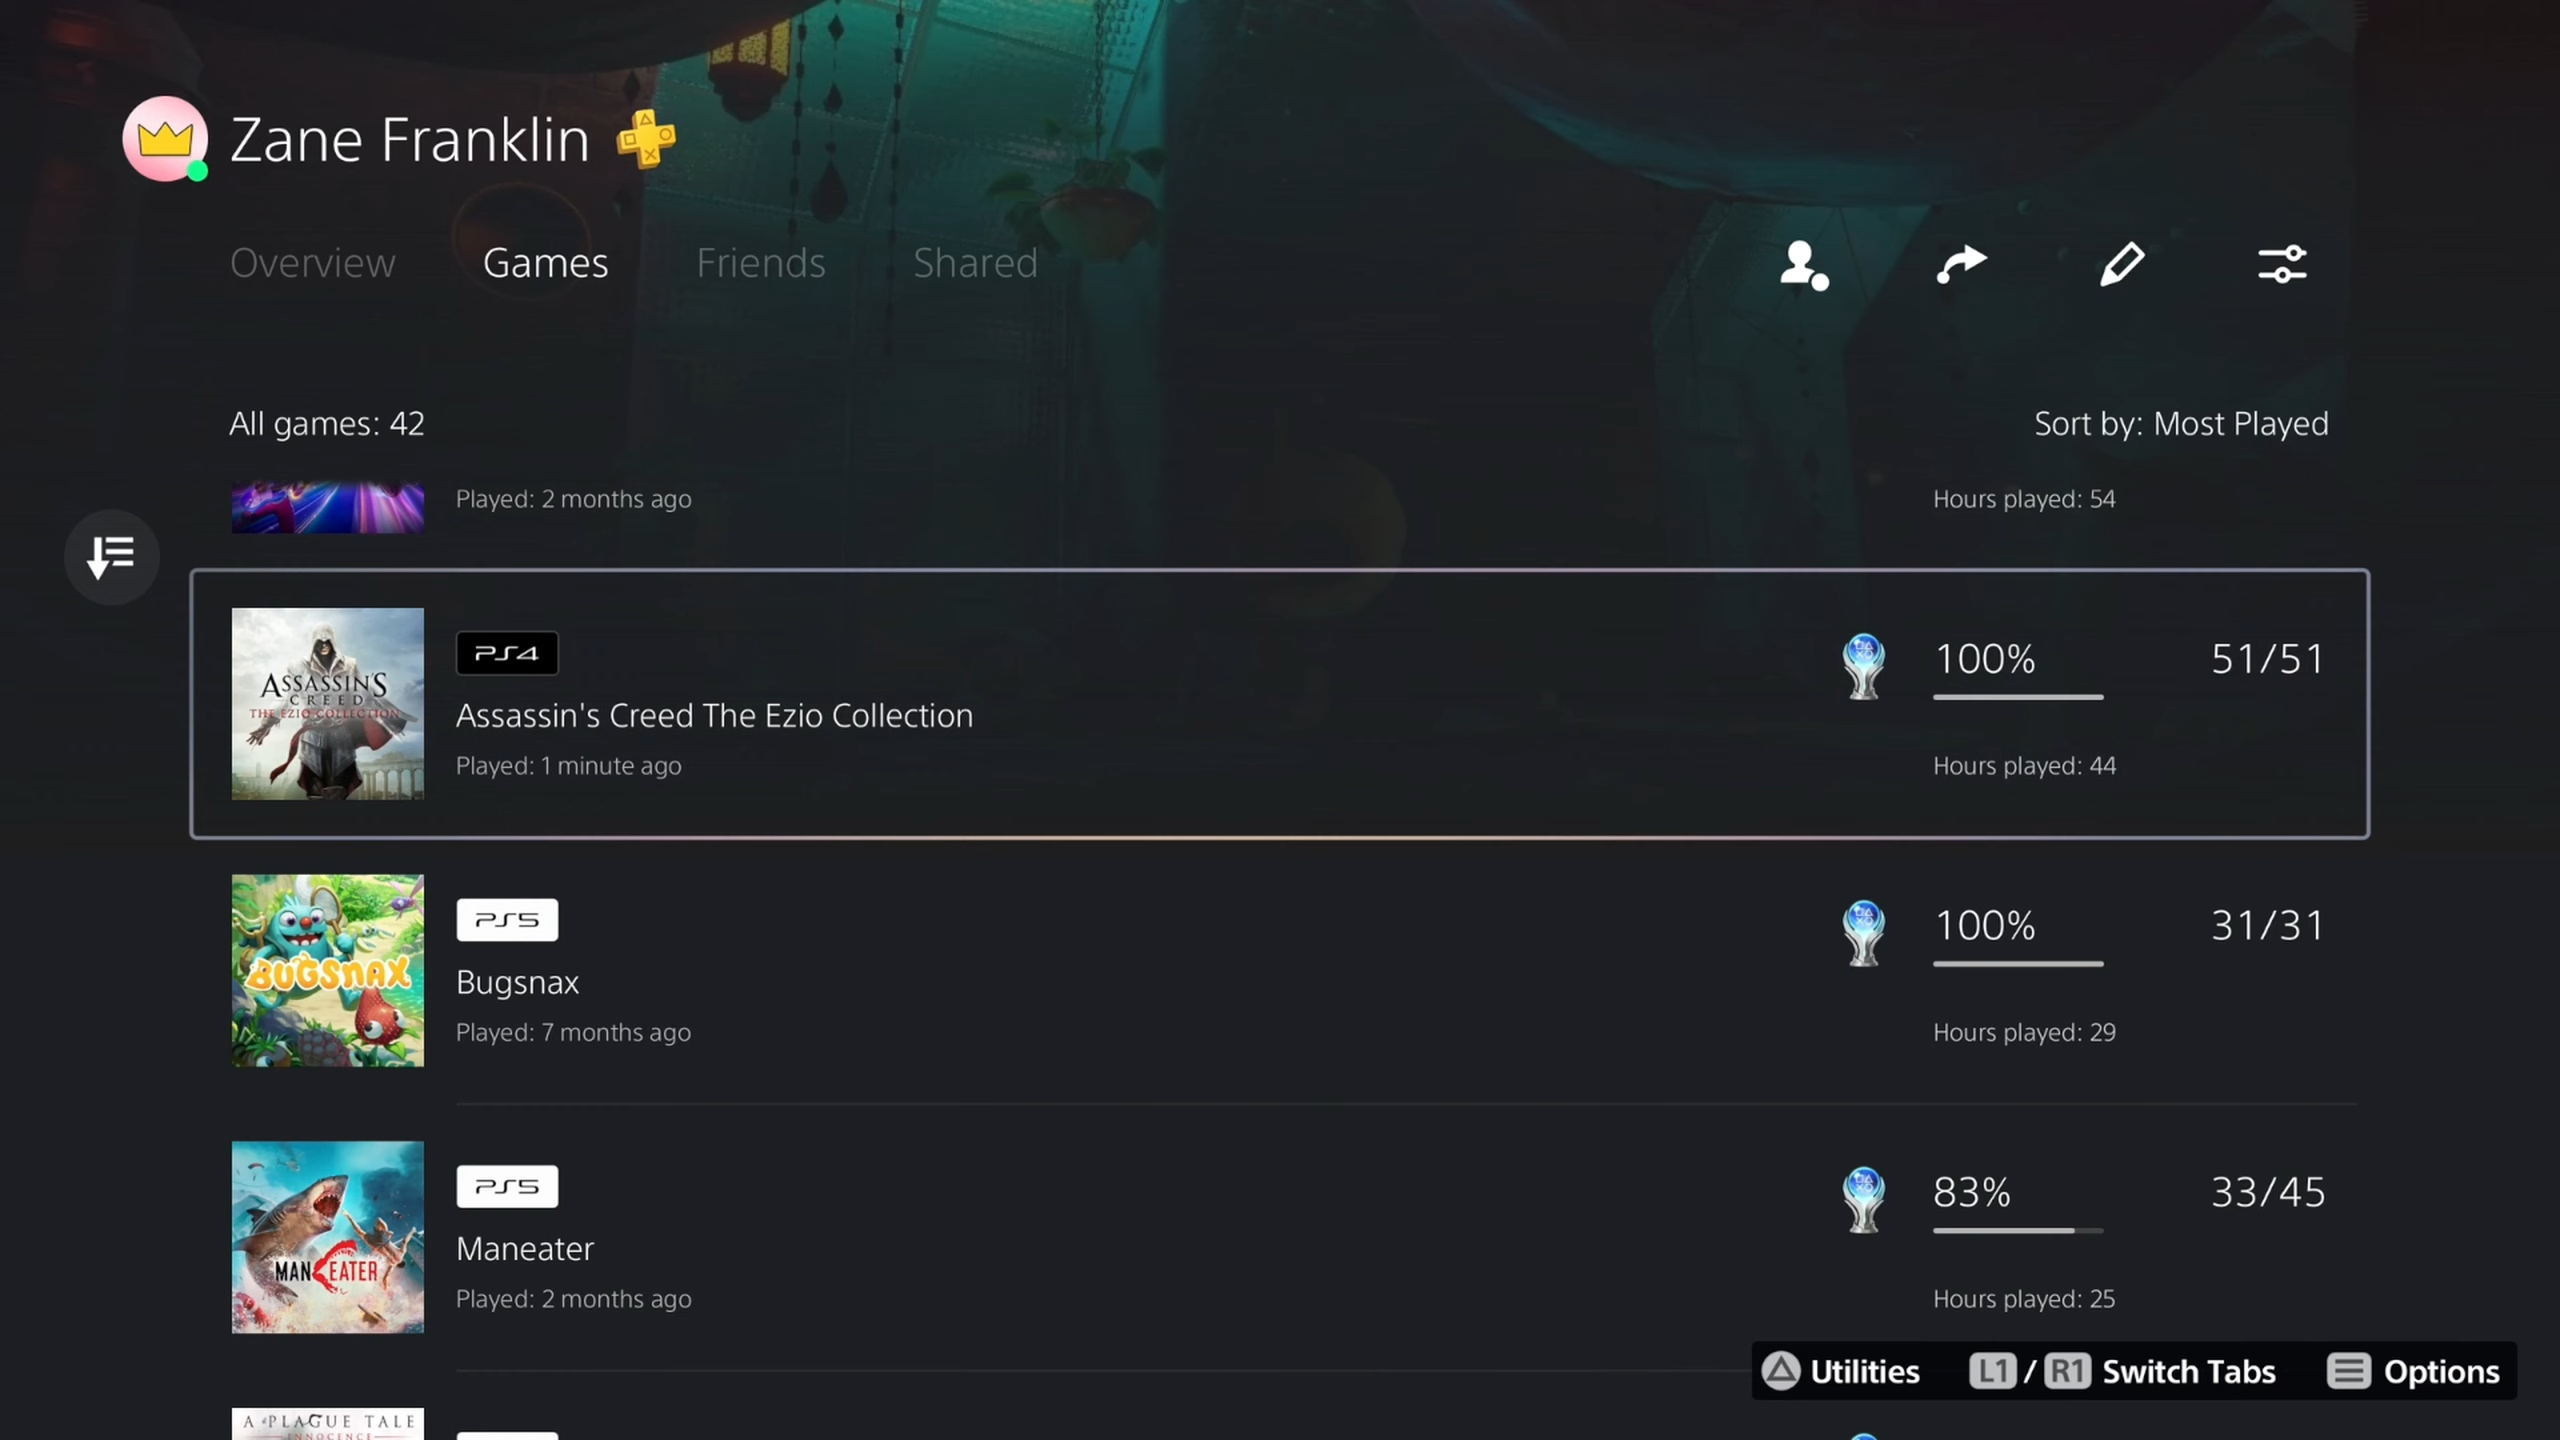 Zane Franklin
Overview Games Friends Shared
All games: 42
Sort by: Most Played
Played: 2 months ago
Hours played: 54
ASSASSIN'S
CREED
THE EZIO COLLECTION
PS4
100% 51/51
Assassin's Creed The Ezio Collection
Played: 1 minute ago
Hours played: 44
BUGSNAX
PS5
100% 31/31
Bugsnax
Played: 7 months ago
Hours played: 29
MANEATER
PS5
83% 33/45
Maneater
Played: 2 months ago
Hours played: 25
Utilities L1 / R1 Switch Tabs Options
A PLAGUE TALE
INNOCENCE